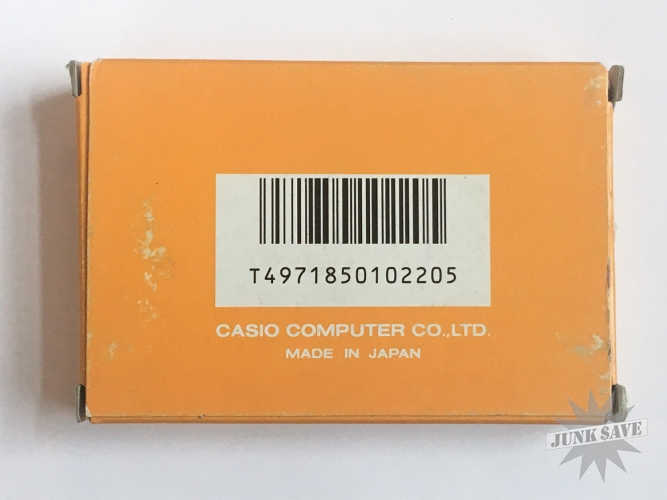 T4971850102205
CASIO COMPUTER CO.,LTD.
MADE IN JAPAN
JUNK SAVE